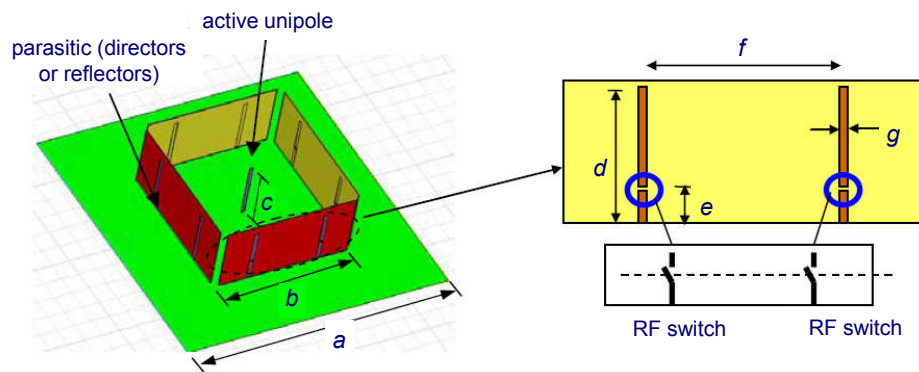 active unipole
parasitic (directors
or reflectors)
c
b
a
f
g
d
e
RF switch
RF switch